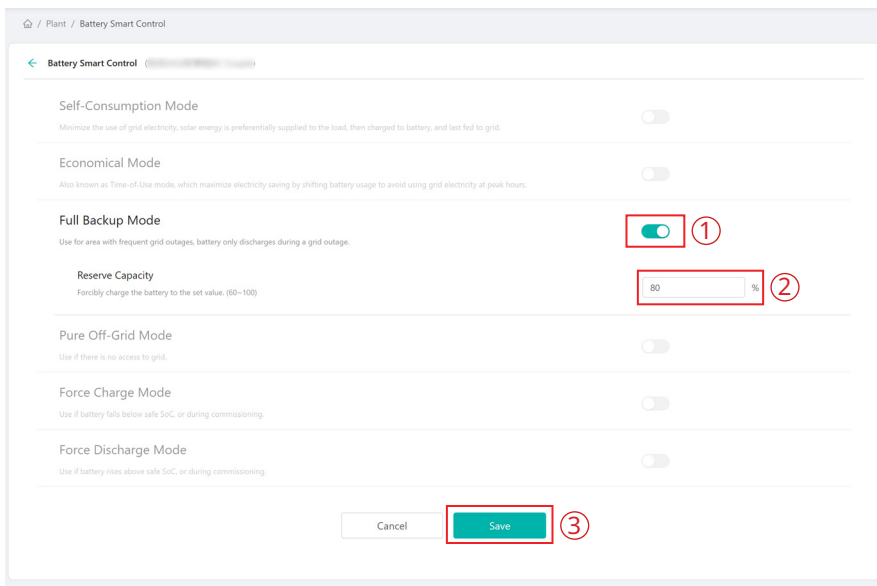 / Plant / Battery Smart Control
Battery Smart Control
Self-Consumption Mode
Minimize the use of grid electricity, solar energy is preferentially supplied to the load, then charged to battery, and last fed to grid.
Economical Mode
Also known as Time-of-Use mode, which maximize electricity saving by shifting battery usage to avoid using grid electricity at peak hours.
Full Backup Mode
1
Use for area with frequent grid outages, battery only discharges during a grid outage.
Reserve Capacity
Forcibly charge the battery to the set value. (60~100)
80 % 2
Pure Off-Grid Mode
Use if there is no access to grid.
Force Charge Mode
Use if battery falls below safe SoC, or during commissioning.
Force Discharge Mode
Use if battery rises above safe SoC, or during commissioning.
Cancel Save 3